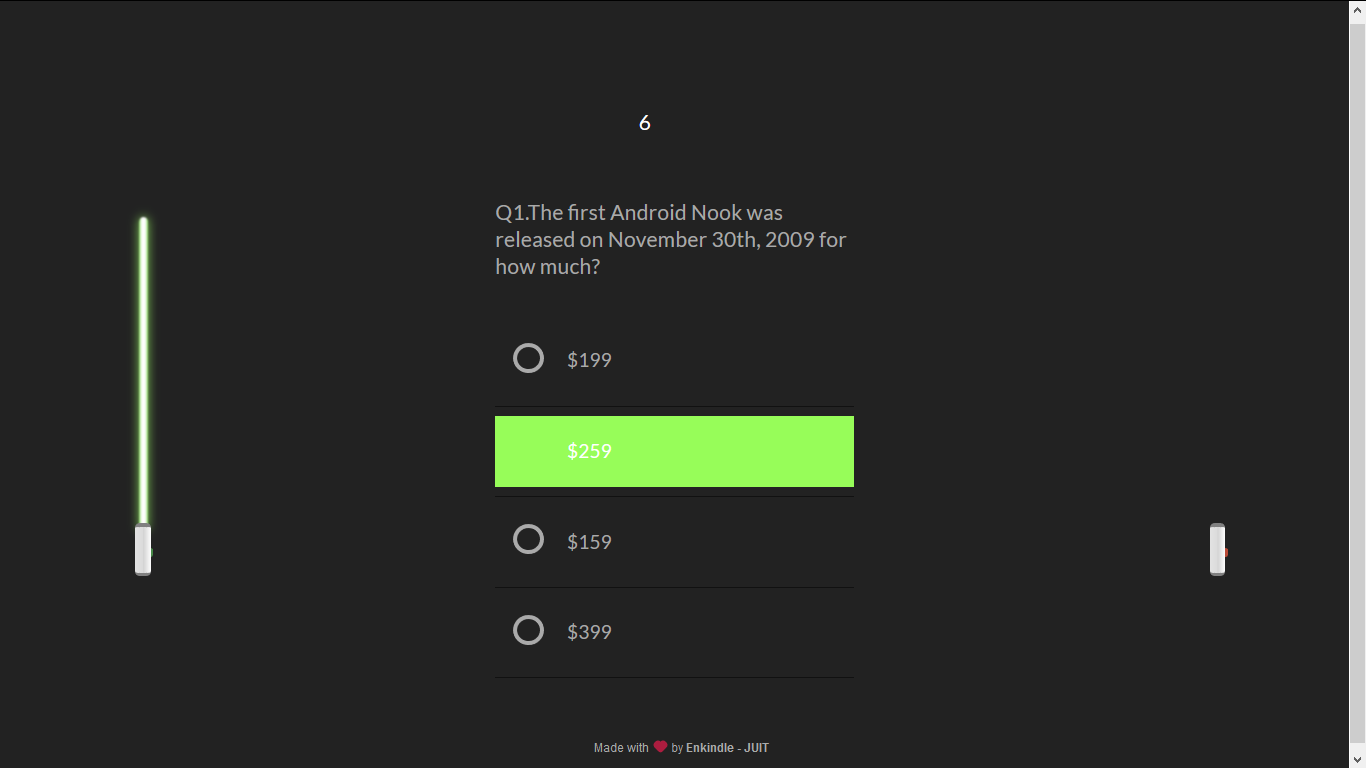 6
Q1.The first Android Nook was
released on November 30th, 2009 for
how much?
$199
$259
$159
$399
Made with ❤ by Enkindle - JUIT